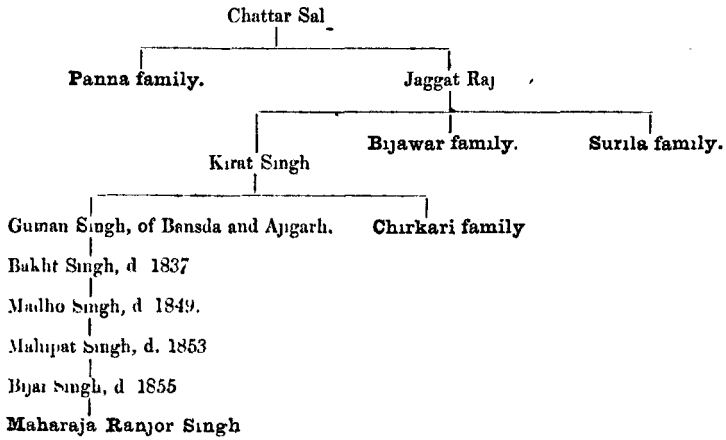 Chattar Sal
Panna family. Jaggat Raj
Bijawar family. Surila family.
Kirat Singh
Guman Singh, of Bansda and Ajigarh. Chirkari family
Bakht Singh, d 1837
Madho Singh, d 1849.
Mahipat Singh, d. 1853
Bijai Singh, d 1855
Maharaja Ranjor Singh